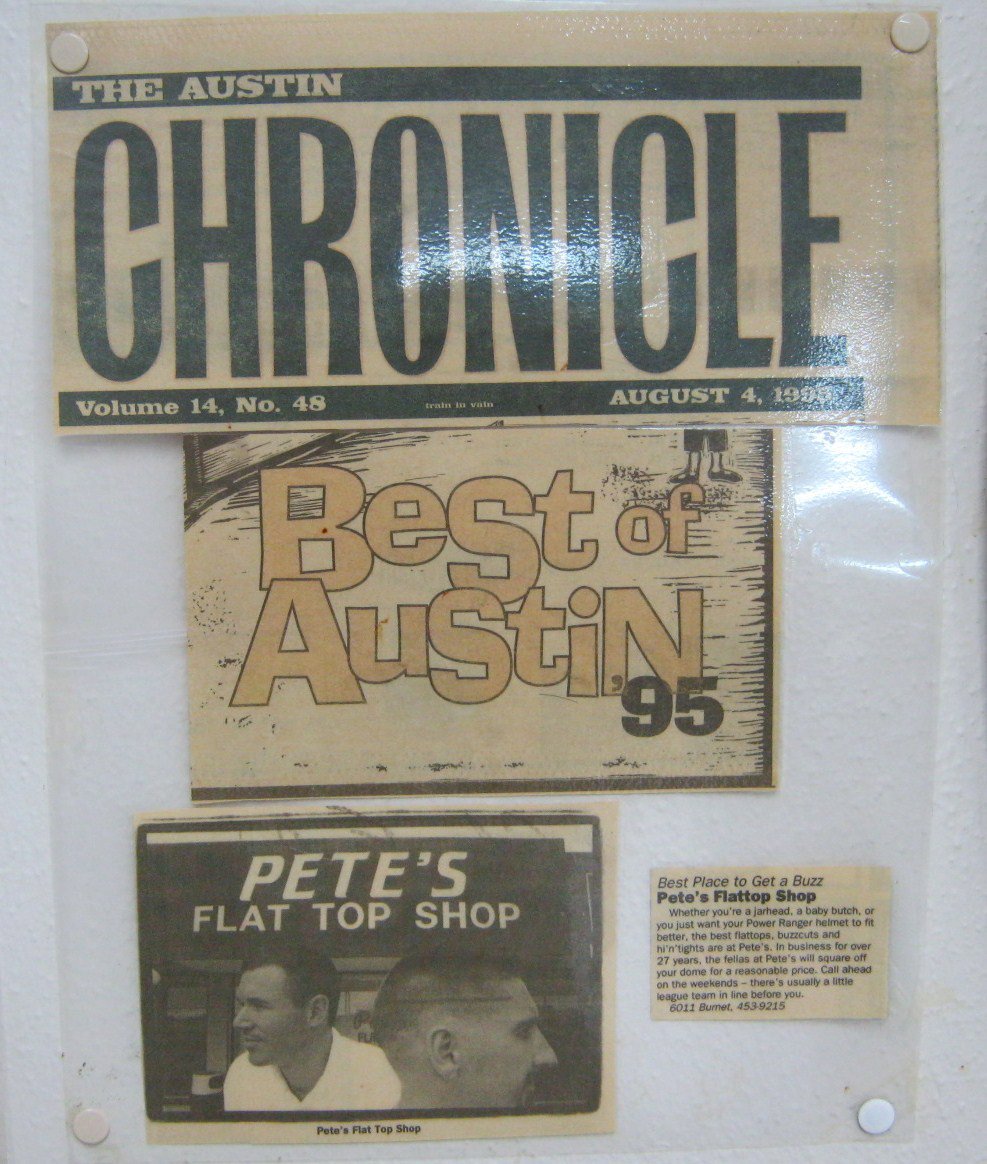 THE AUSTIN
CHRONICLE
Volume 14, No. 48 train in vain AUGUST 4, 1995
Best of
Austin,
'95
PETE'S
FLAT TOP SHOP
Pete's Flat Top Shop
Best Place to Get a Buzz
Pete's Flattop Shop
Whether you're a jarhead, a baby butch, or
you just want your Power Ranger helmet to fit
better, the best flattops, buzzcuts and
hi'n'tights are at Pete's. In business for over
27 years, the fellas at Pete's will square off
your dome for a reasonable price. Call ahead
on the weekends – there's usually a little
league team in line before you.
6011 Burnet, 453-9215